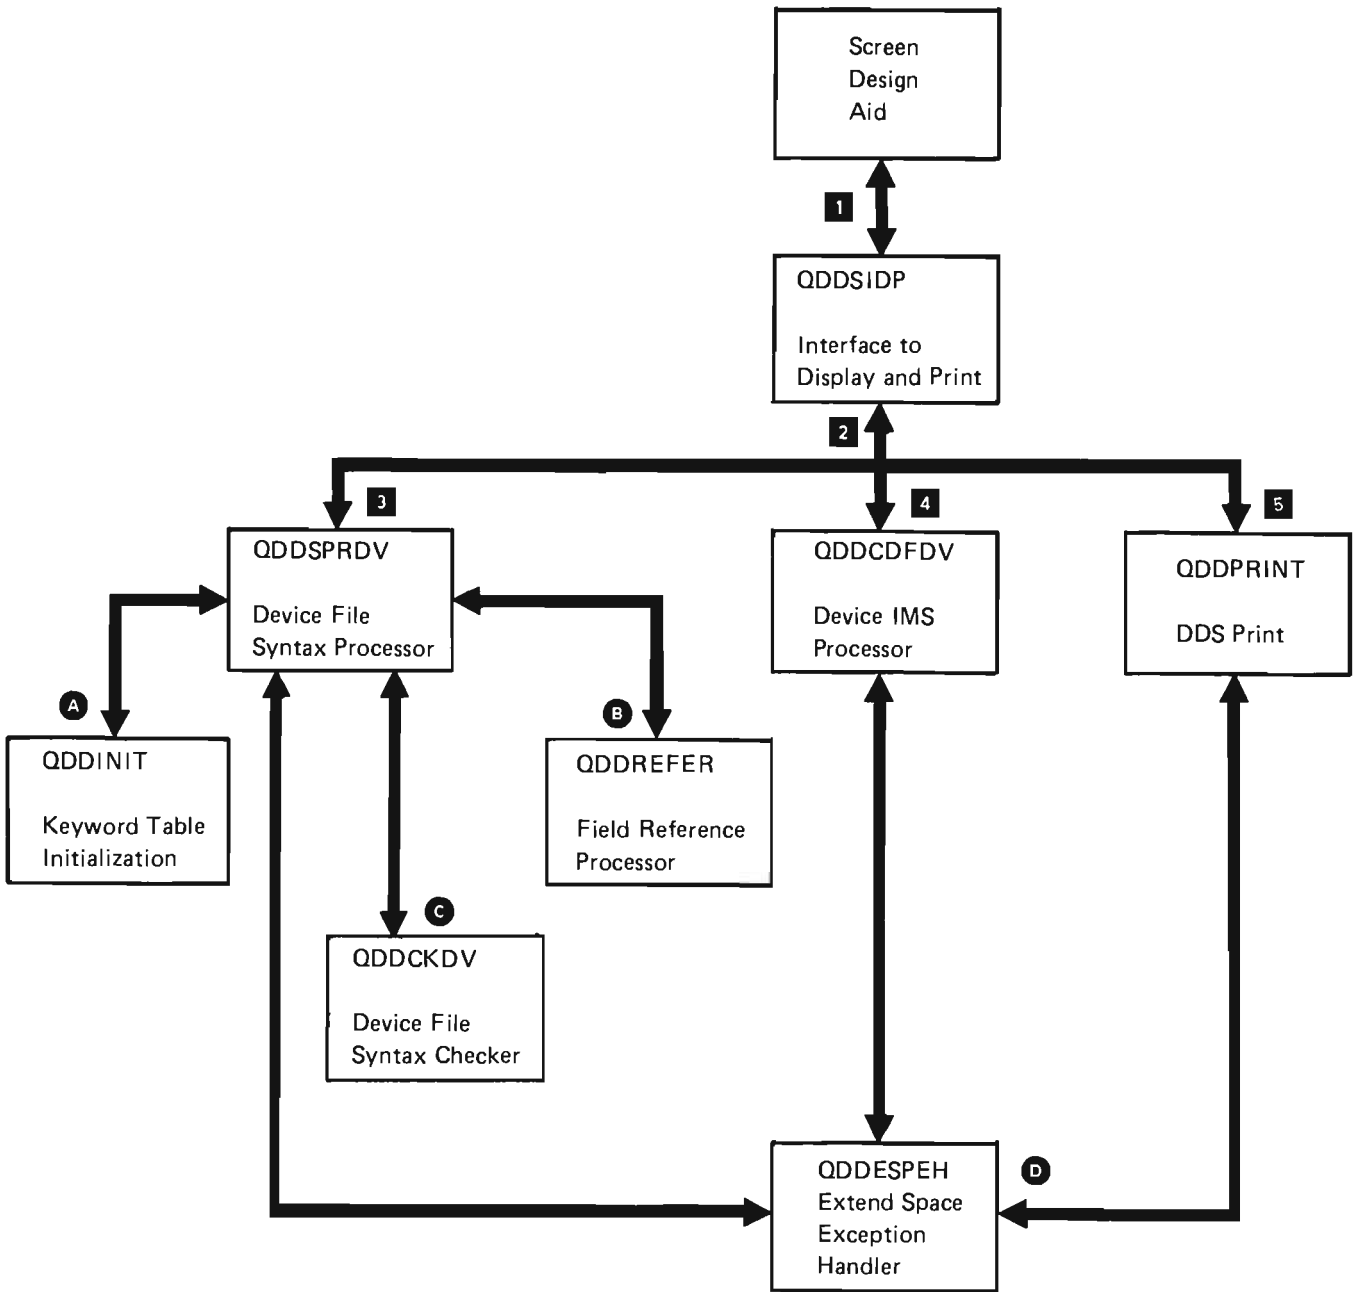 Screen
Design
Aid
1
QDDSIDP
Interface to
Display and Print
2
3
4
5
QDDSPRDV
Device File
Syntax Processor
QDDCDFDV
Device IMS
Processor
QDDPRINT
DDS Print
A
QDDINIT
Keyword Table
Initialization
B
QDDREFER
Field Reference
Processor
C
QDDCKDV
Device File
Syntax Checker
QDDESPEH
Extend Space
Exception
Handler
D